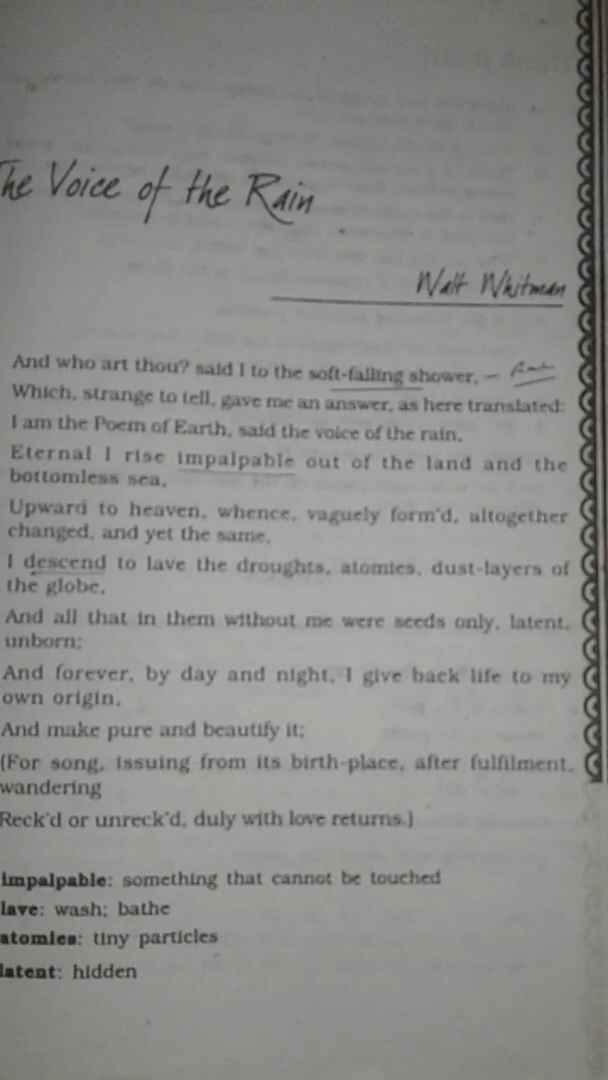 The Voice of the Rain
Walt Whitman
And who art thou? said I to the soft-falling shower,
Which, strange to tell, gave me an answer, as here translated:
I am the Poem of Earth, said the voice of the rain,
Eternal I rise impalpable out of the land and the
bottomless sea,
Upward to heaven, whence, vaguely form'd, altogether
changed, and yet the same,
I descend to lave the droughts, atomies, dust-layers of
the globe,
And all that in them without me were seeds only, latent,
unborn;
And forever, by day and night, I give back life to my
own origin,
And make pure and beautify it;
(For song, issuing from its birth-place, after fulfilment,
wandering
Reck'd or unreck'd, duly with love returns.)
impalpable: something that cannot be touched
lave: wash; bathe
atomies: tiny particles
latent: hidden